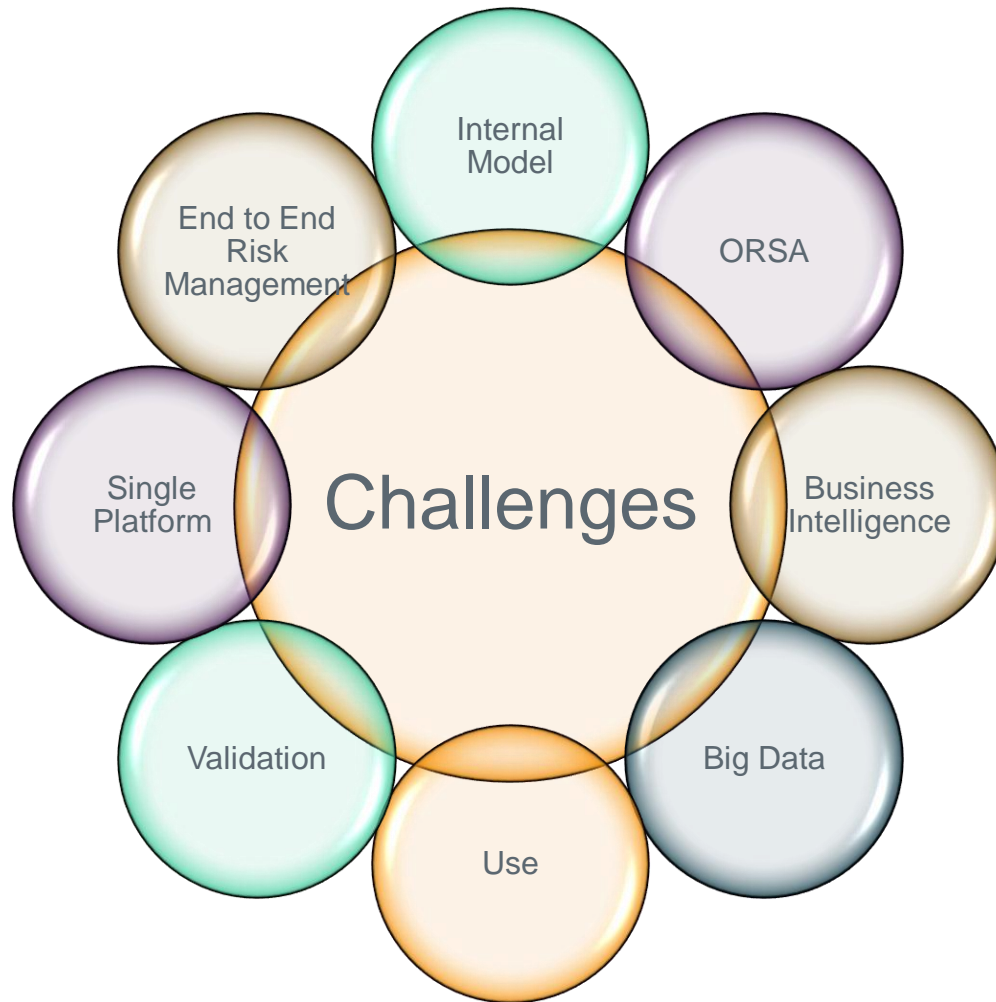 Internal
Model
ORSA
Business
Intelligence
Big Data
Use
Validation
Single
Platform
End to End
Risk
Management
Challenges